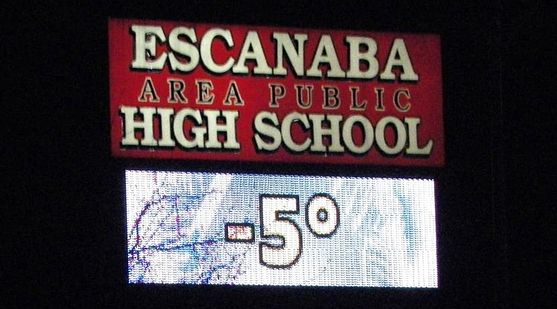 ESCANABA
AREA PUBLIC
HIGH SCHOOL
-5°